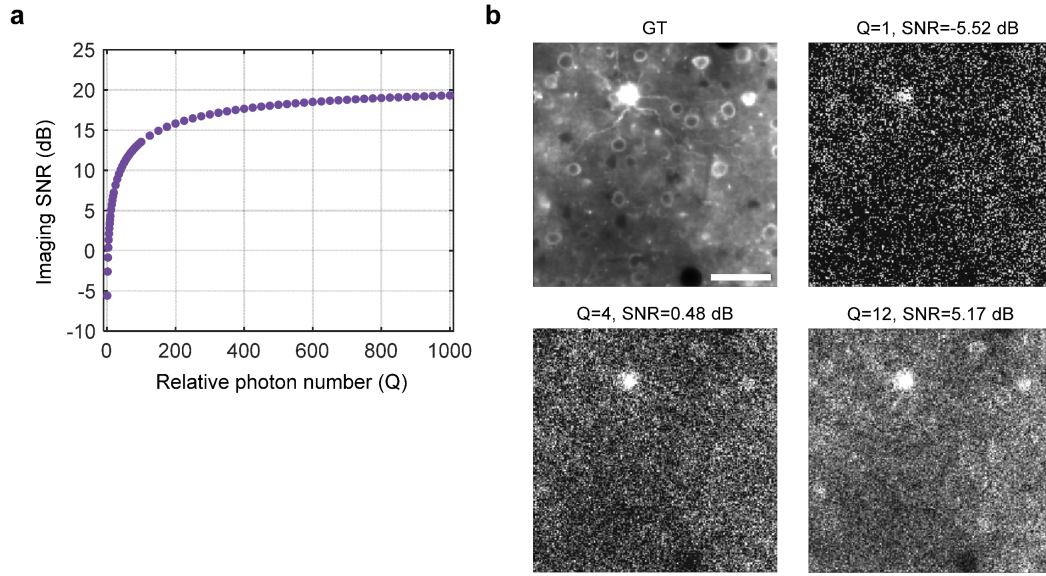 a
25
20
15
10
5
0
-5
-10
Imaging SNR (dB)
0 200 400 600 800 1000
Relative photon number (Q)
b
GT
Q=1, SNR=-5.52 dB
Q=4, SNR=0.48 dB
Q=12, SNR=5.17 dB